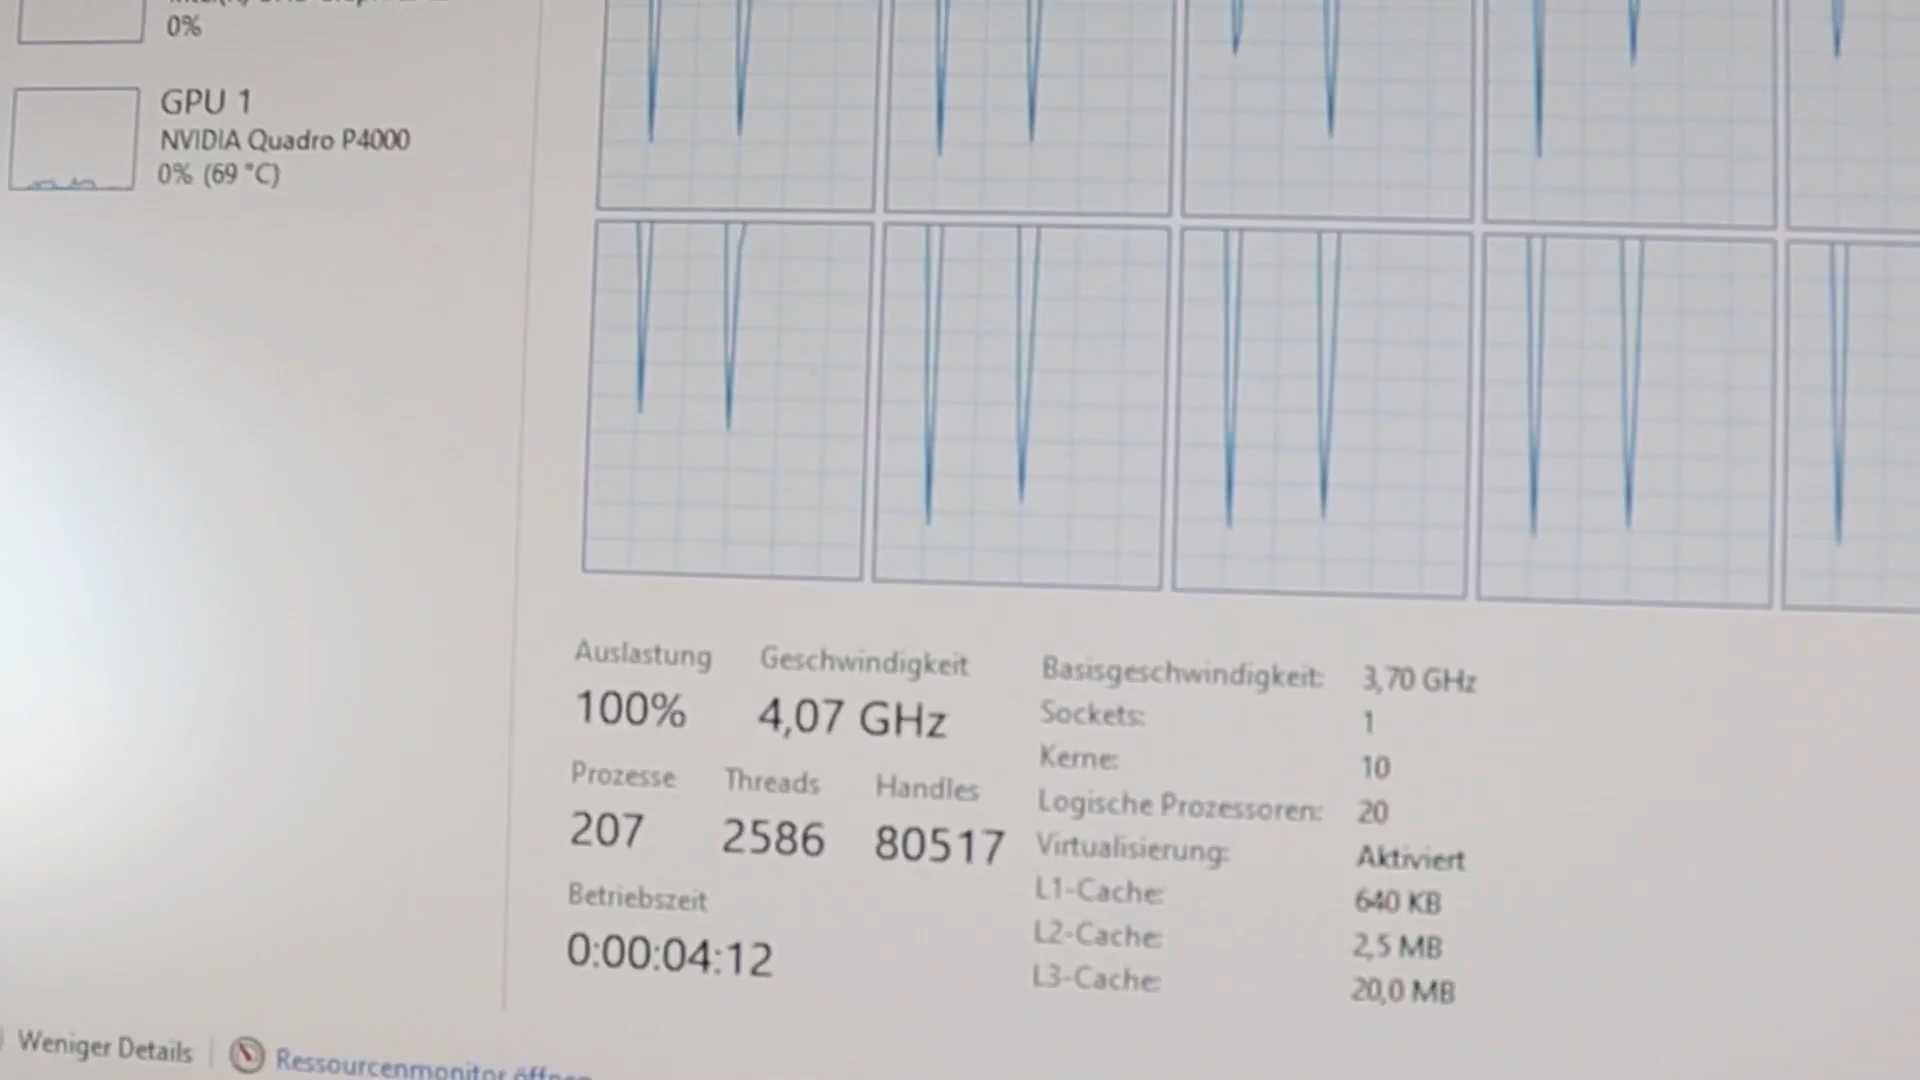 0%
GPU 1
NVIDIA Quadro P4000
0% (69 °C)
Auslastung Geschwindigkeit
100% 4,07 GHz
Prozesse Threads Handles
207 2586 80517
Betriebszeit
0:00:04:12
Basisgeschwindigkeit: 3,70 GHz
Sockets: 1
Kerne: 10
Logische Prozessoren: 20
Virtualisierung: Aktiviert
L1-Cache: 640 KB
L2-Cache: 2,5 MB
L3-Cache: 20,0 MB
Weniger Details
Ressourcenmonitor öffnen